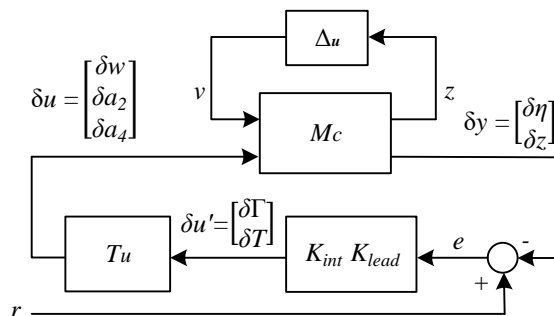 Δu
δu = [δw δa2 δa4]
v
z
Mc
δy = [δη δz]
δu'= [δΓ δT]
Tu
Kint Klead
e
-
+
r